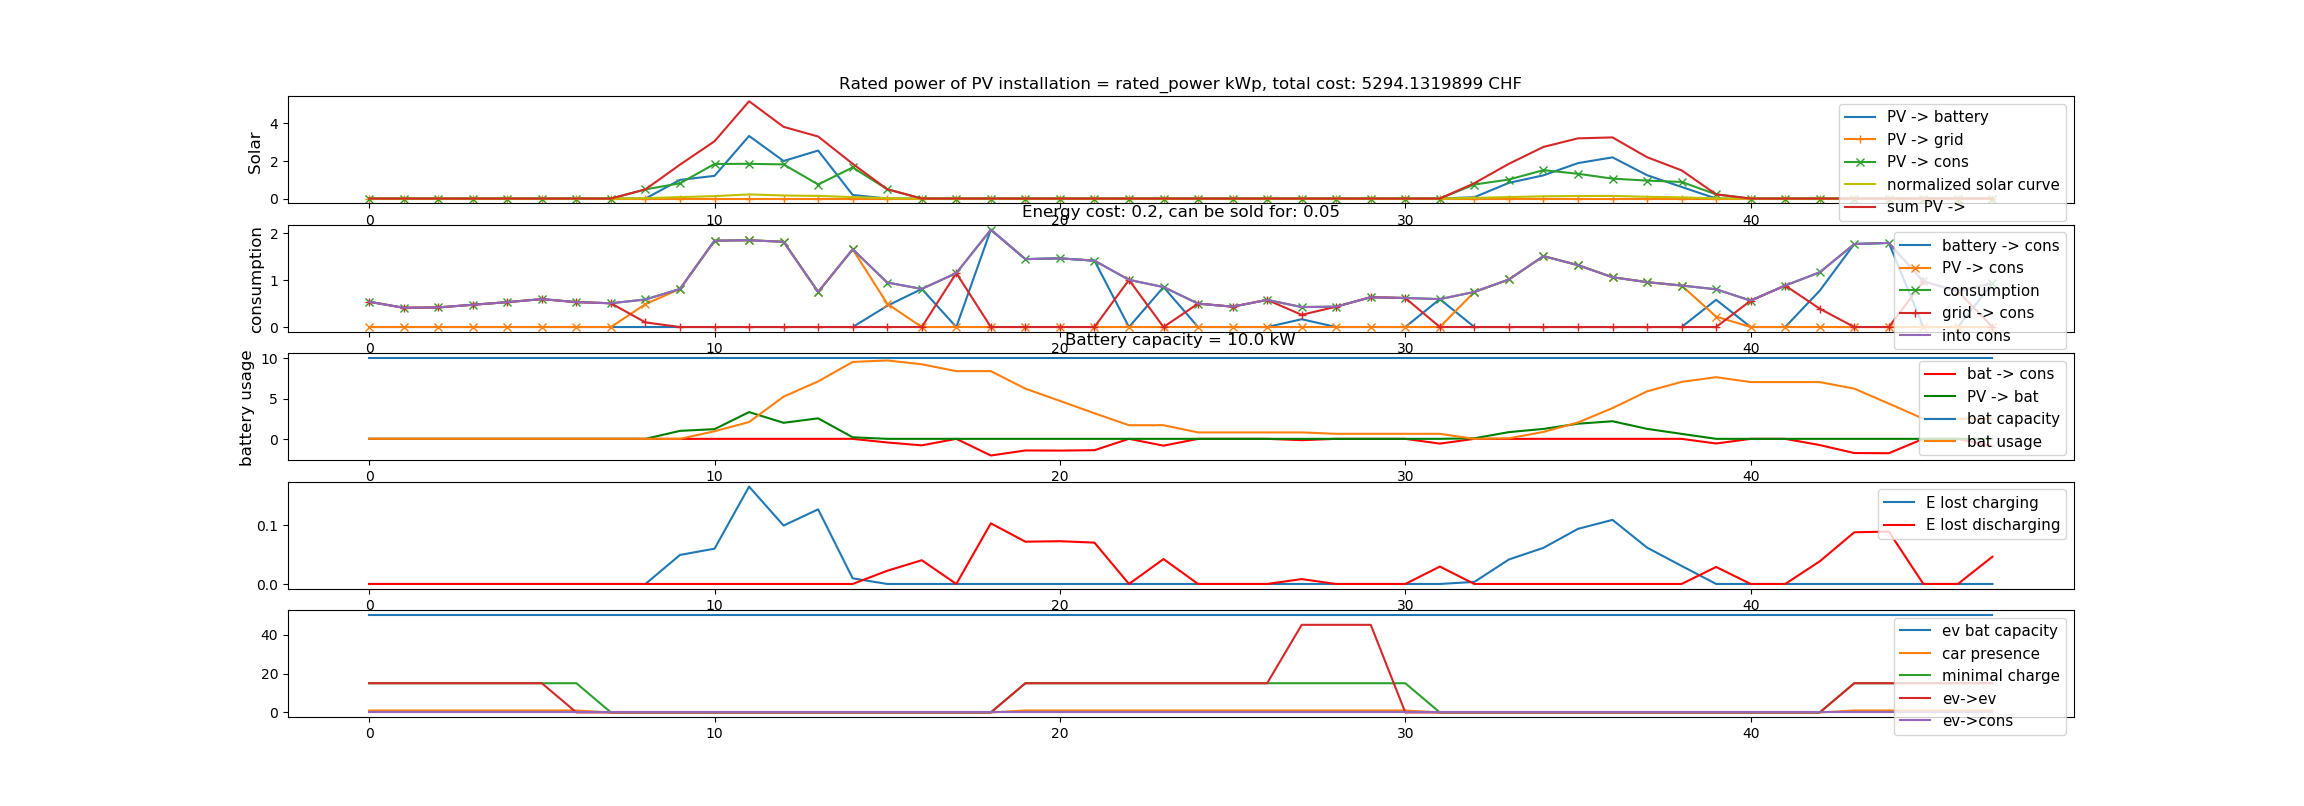 Rated power of PV installation = rated_power kWp, total cost: 5294.1319899 CHF
Solar
4
2
0
PV -> battery
PV -> grid
PV -> cons
normalized solar curve
sum PV ->
0 10 20 30 40
Energy cost: 0.2, can be sold for: 0.05
consumption
2
1
0
battery -> cons
PV -> cons
consumption
grid -> cons
into cons
0 10 20 30 40
Battery capacity = 10.0 kW
battery usage
10
5
0
bat -> cons
PV -> bat
bat capacity
bat usage
0 10 20 30 40
0.1
0.0
E lost charging
E lost discharging
0 10 20 30 40
40
20
0
ev bat capacity
car presence
minimal charge
ev->ev
ev->cons
0 10 20 30 40